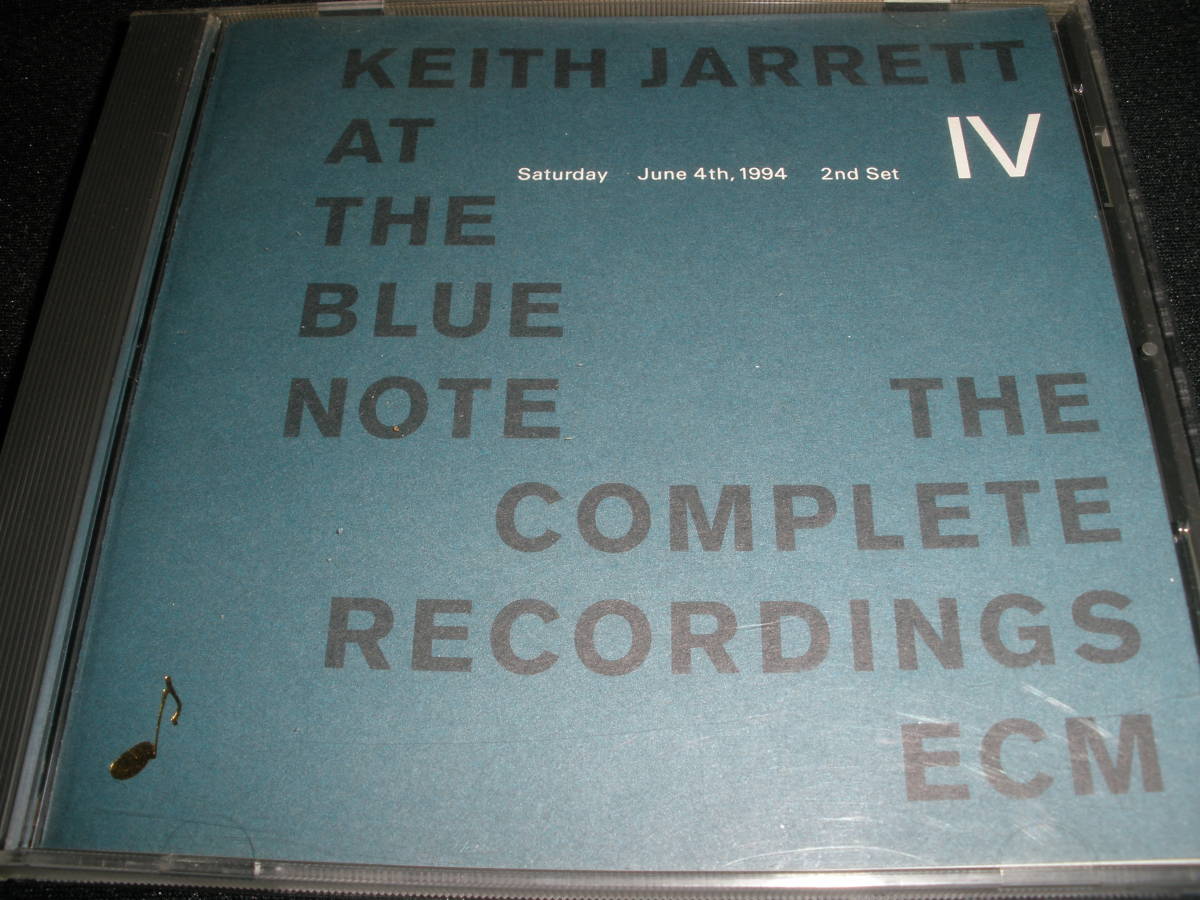 KEITH JARRETT
AT
Saturday June 4th, 1994 2nd Set IV
THE
BLUE
NOTE THE
COMPLETE
RECORDINGS
ECM